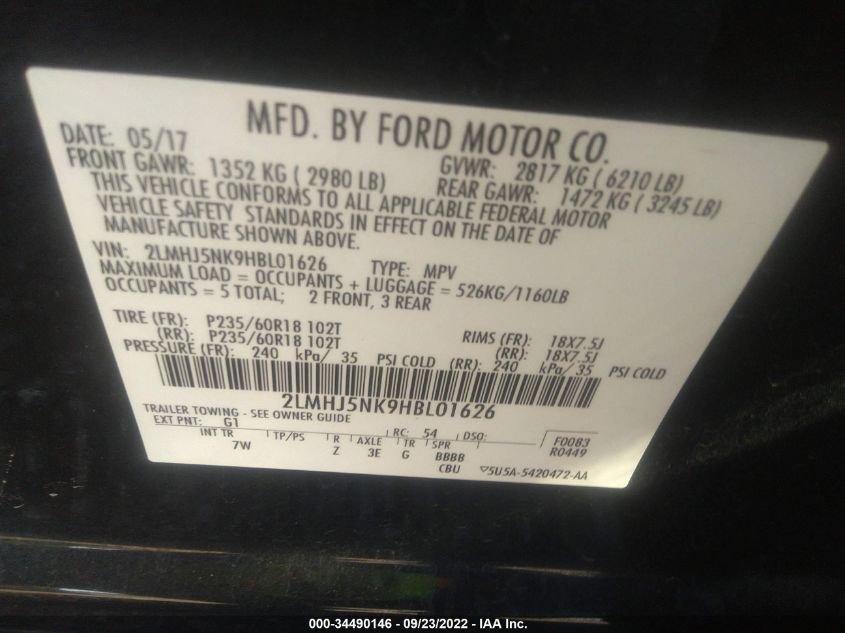 MFD. BY FORD MOTOR CO.
DATE: 05/17 GVWR: 2817 KG ( 6210 LB)
FRONT GAWR: 1352 KG ( 2980 LB) REAR GAWR: 1472 KG ( 3245 LB)
THIS VEHICLE CONFORMS TO ALL APPLICABLE FEDERAL MOTOR
VEHICLE SAFETY STANDARDS IN EFFECT ON THE DATE OF
MANUFACTURE SHOWN ABOVE.
VIN: 2LMHJ5NK9HBL01626 TYPE: MPV
MAXIMUM LOAD = OCCUPANTS + LUGGAGE = 526KG/1160LB
OCCUPANTS = 5 TOTAL; 2 FRONT, 3 REAR
TIRE (FR): P235/60R18 102T RIMS (FR): 18X7.5J
(RR): P235/60R18 102T (RR): 18X7.5J
PRESSURE (FR): 240 kPa/ 35 PSI COLD (RR): 240 kPa/ 35 PSI COLD
2LMHJ5NK9HBL01626
TRAILER TOWING - SEE OWNER GUIDE
EXT PNT: G1 RC: 54 DSO: F0083
INT TR TP/PS R AXLE TR SPR R0449
7W Z 3E G BBBB
CBU 5U5A-5420472-AA
000-34490146 - 09/23/2022 - IAA Inc.